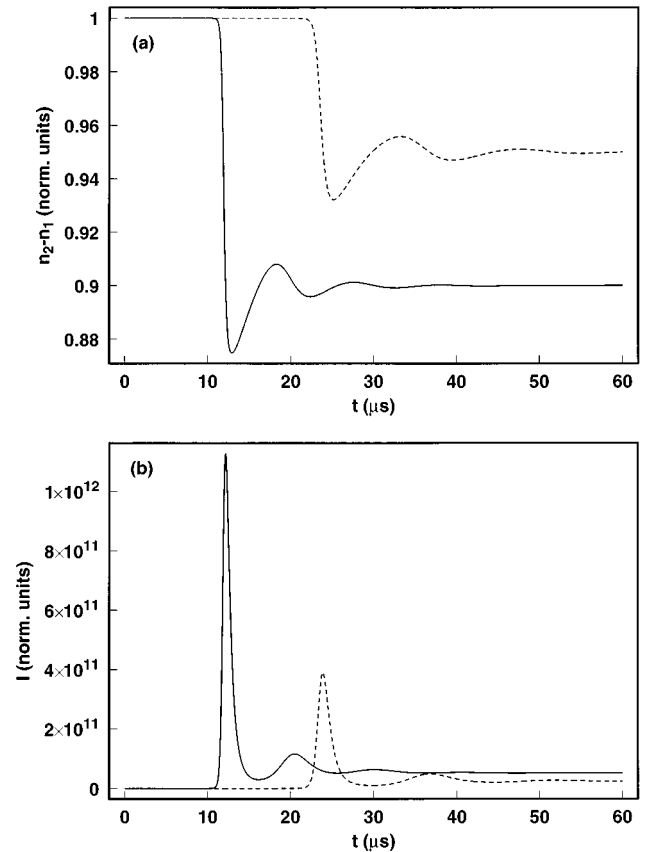 (a)
n₂-n₁ (norm. units)
1
0.98
0.96
0.94
0.92
0.9
0.88
0 10 20 30 40 50 60
t (μs)
(b)
I (norm. units)
1×10¹²
8×10¹¹
6×10¹¹
4×10¹¹
2×10¹¹
0
0 10 20 30 40 50 60
t (μs)